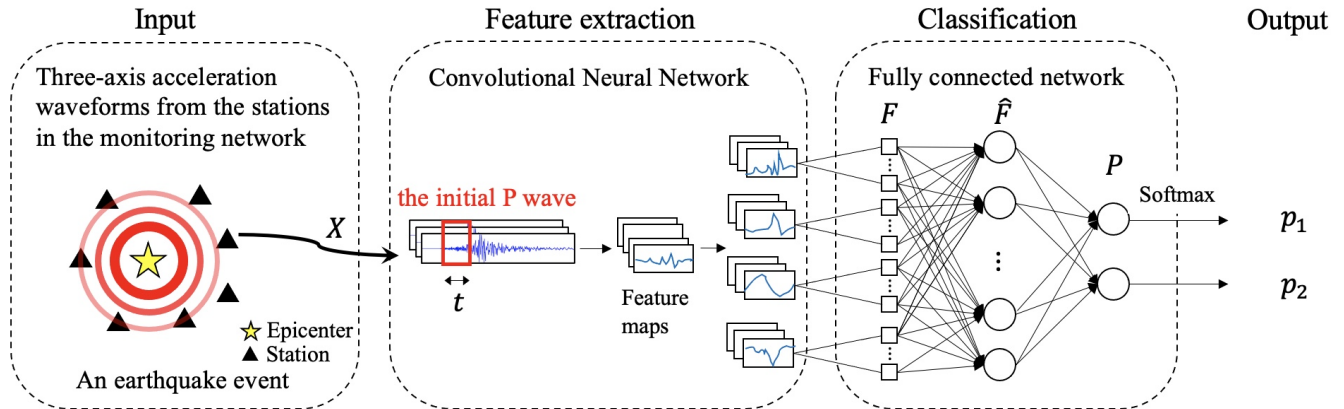 Input
Feature extraction
Classification
Output
Three-axis acceleration
waveforms from the stations
in the monitoring network
X
Epicenter
Station
An earthquake event
Convolutional Neural Network
the initial P wave
t
Feature
maps
Fully connected network
F
F̂
P
Softmax
p₁
p₂